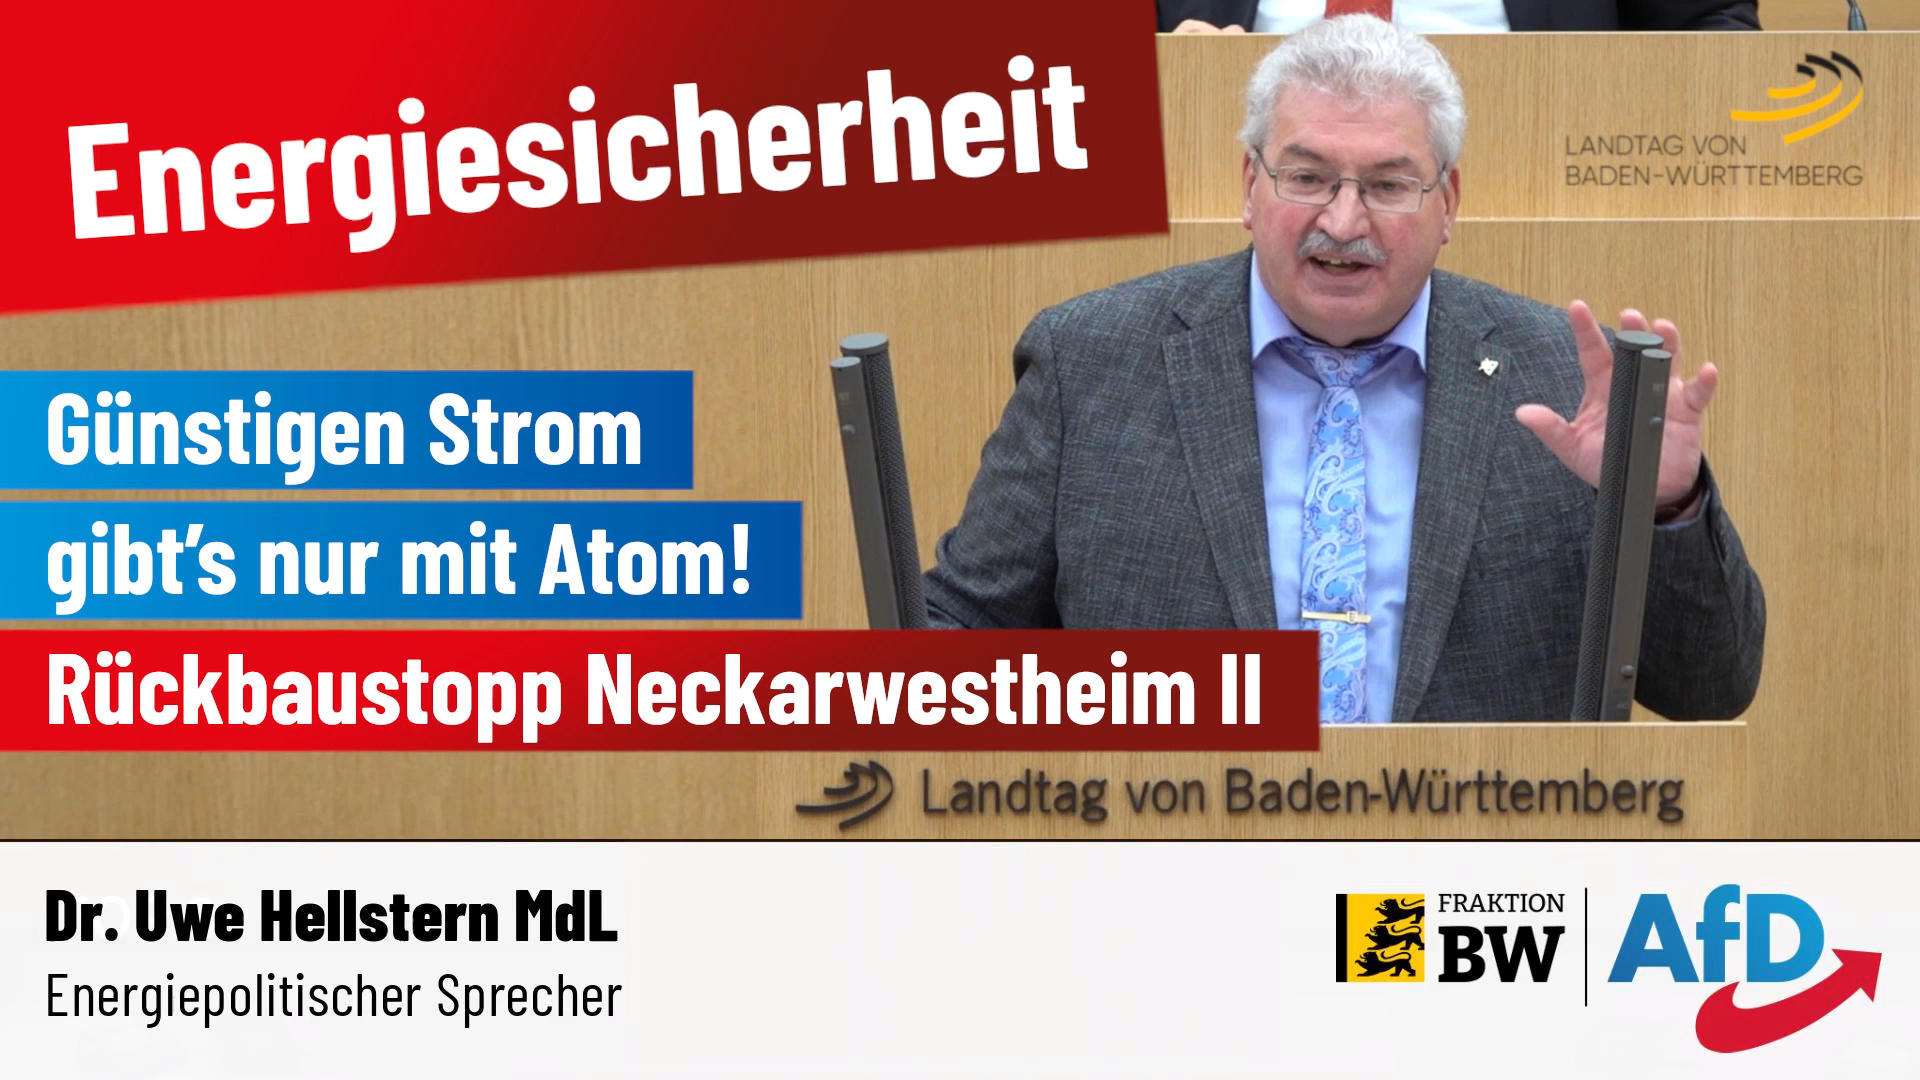 Energiesicherheit
LANDTAG VON
BADEN-WÜRTTEMBERG
Günstigen Strom
gibt's nur mit Atom!
Rückbaustopp Neckarwestheim II
Landtag von Baden-Württemberg
Dr. Uwe Hellstern MdL
Energiepolitischer Sprecher
FRAKTION
BW
AfD